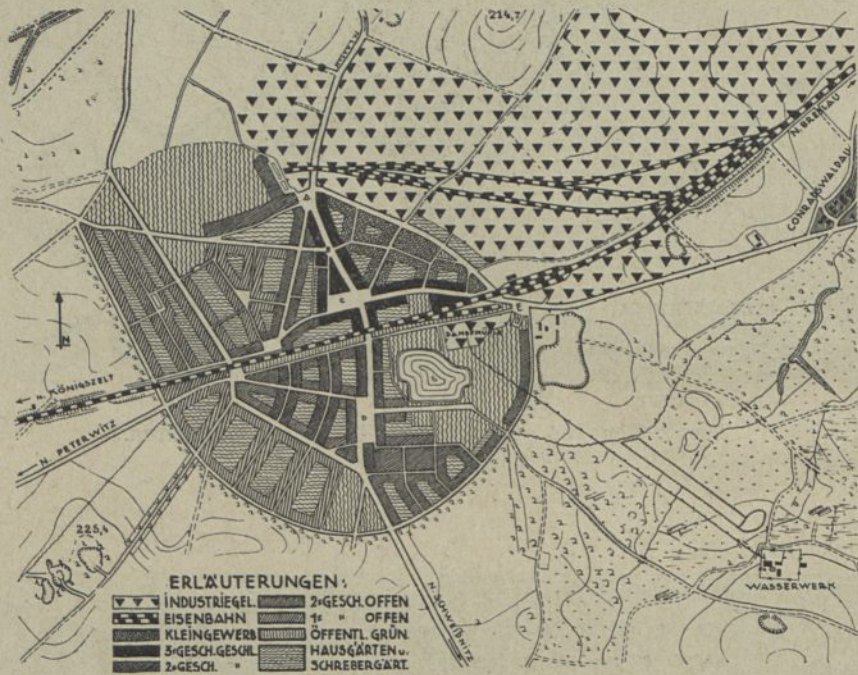 214,7
N. BRESLAU
CONRADSWALDAU
A
C
E
N
N. KÖNIGSZELT
B
N. PETERWITZ
225,4
N. SCHWEIDNITZ
WASSERWERK
ERLÄUTERUNGEN:
INDUSTRIEGEL.
EISENBAHN
KLEINGEWERB
3=GESCH. GESCHL.
2=GESCH. "
2=GESCH. OFFEN
1= " OFFEN
ÖFFENTL. GRÜN.
HAUSGÄRTEN u.
SCHREBERGÄRT.